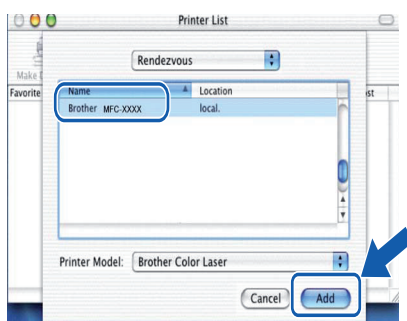 Printer List
Rendezvous
Make
Favorite
Name Location
Brother MFC-XXXX local.
Printer Model: Brother Color Laser
Cancel Add